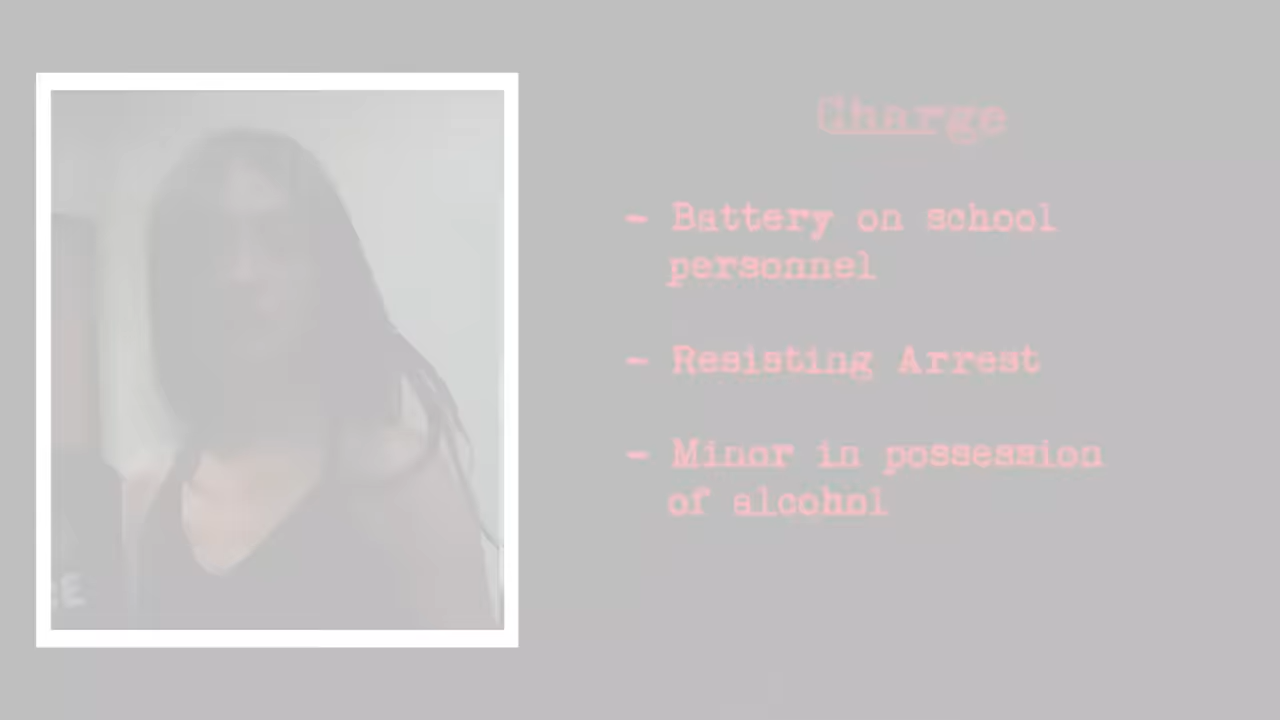 Charge
- Battery on school
personnel
- Resisting Arrest
- Minor in possession
of alcohol